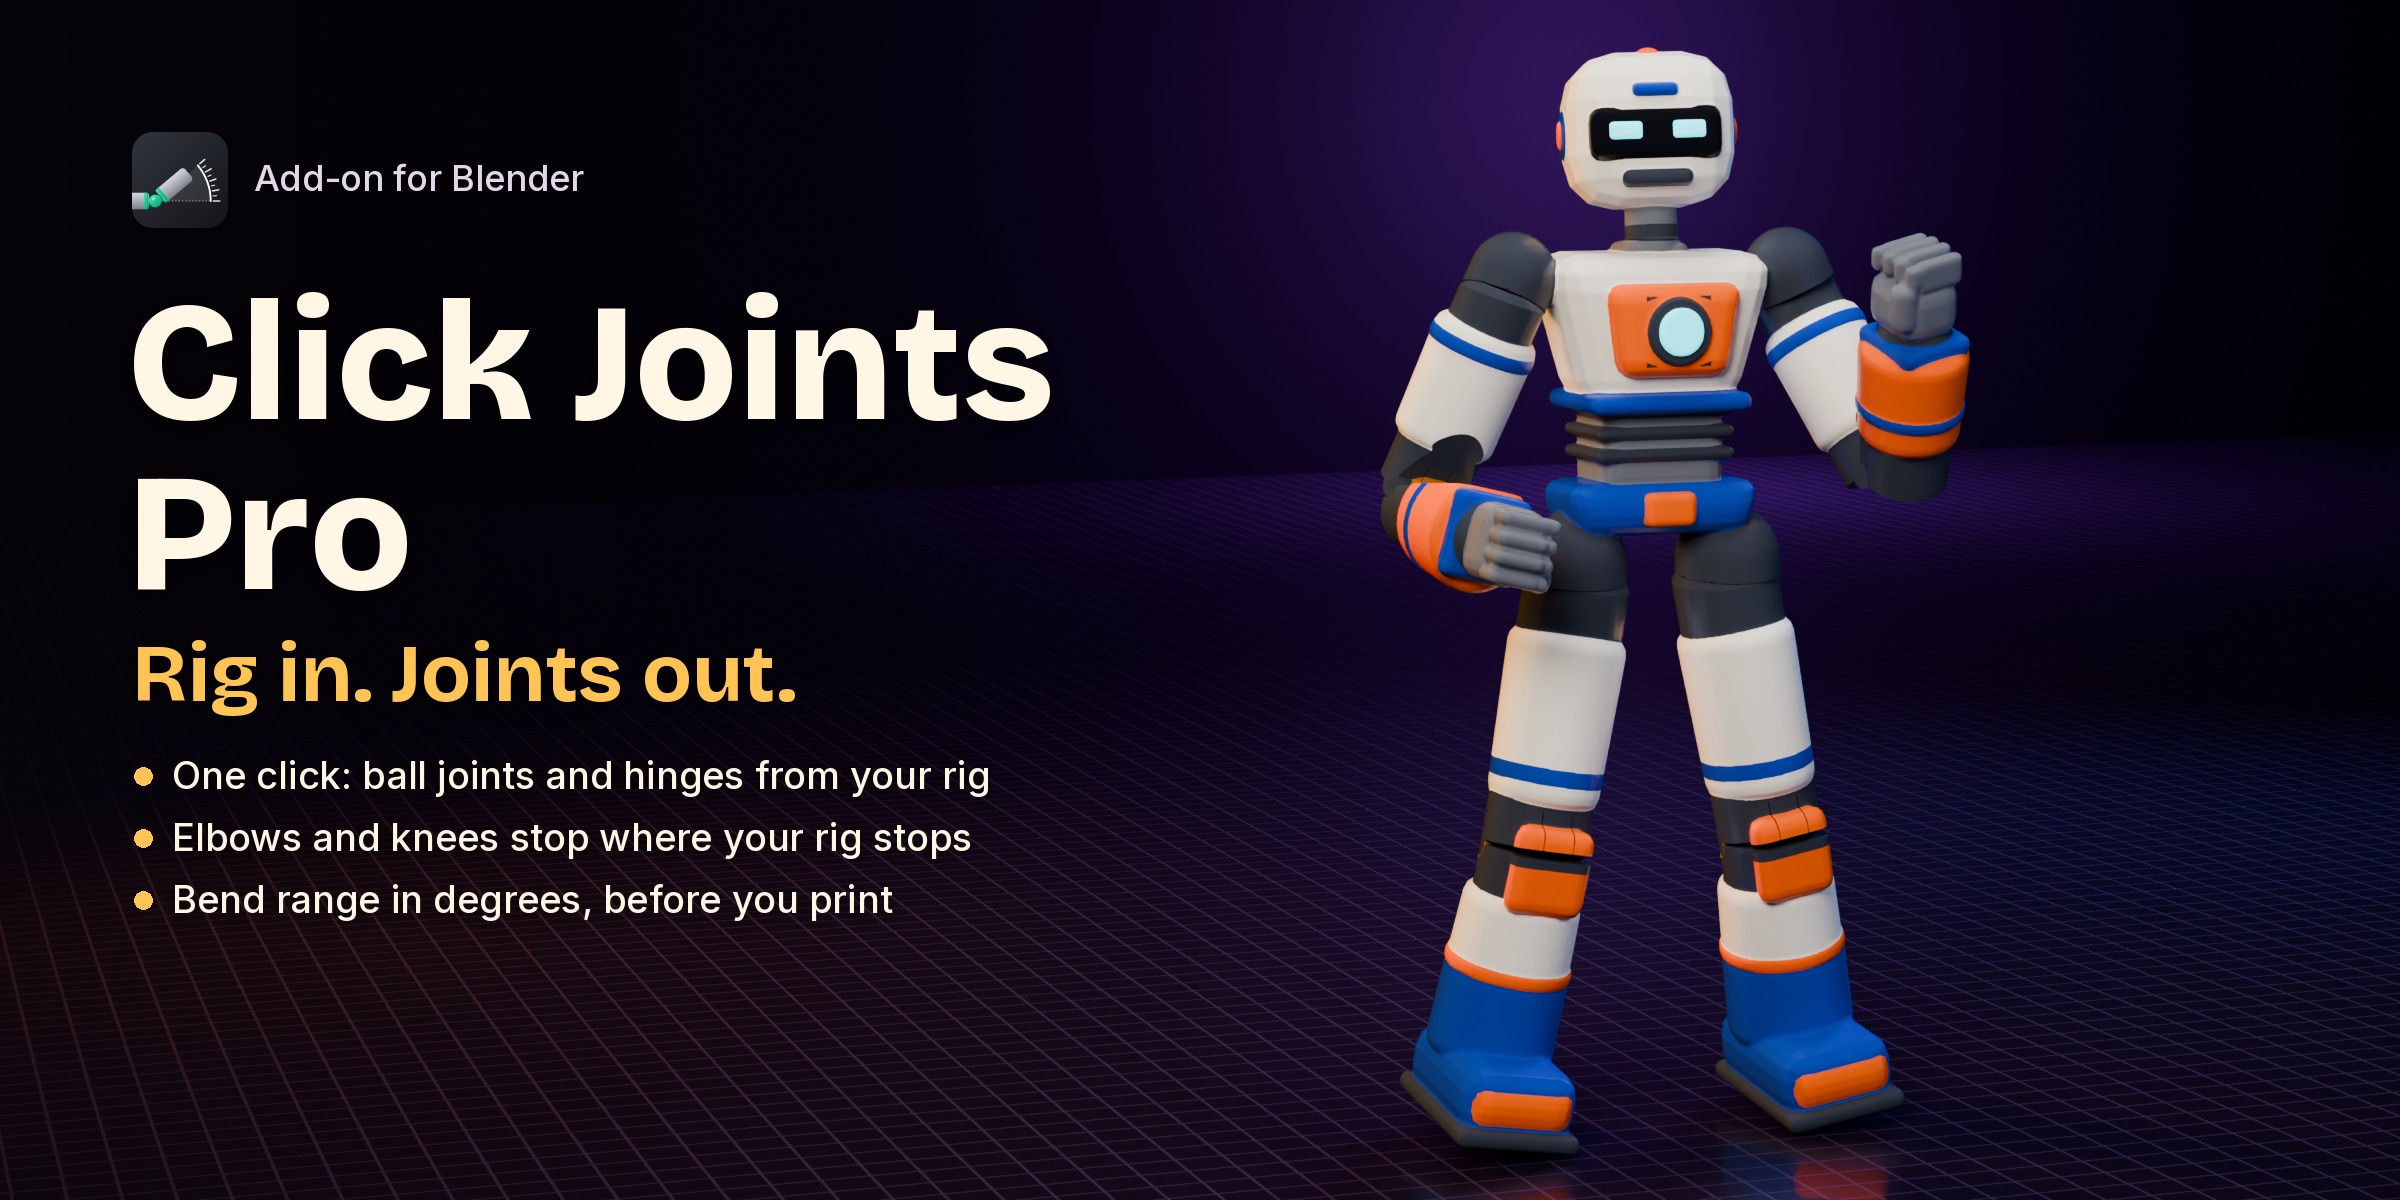 Add-on for Blender
Click Joints
Pro
Rig in. Joints out.
One click: ball joints and hinges from your rig
Elbows and knees stop where your rig stops
Bend range in degrees, before you print